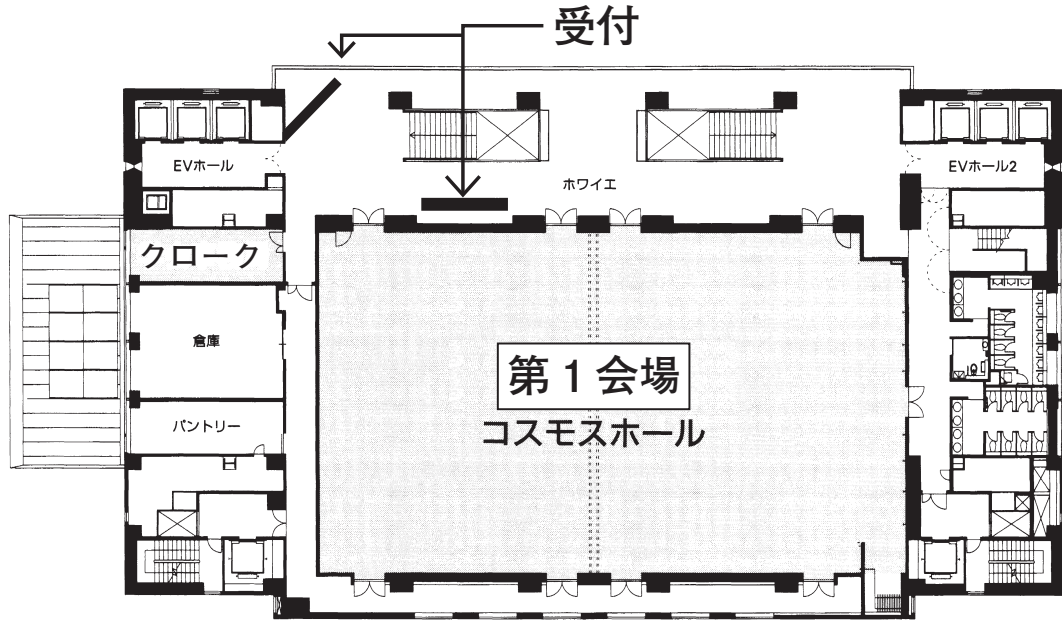 受付
EVホール
EVホール2
ホワイエ
クローク
倉庫
第1会場
コスモスホール
パントリー